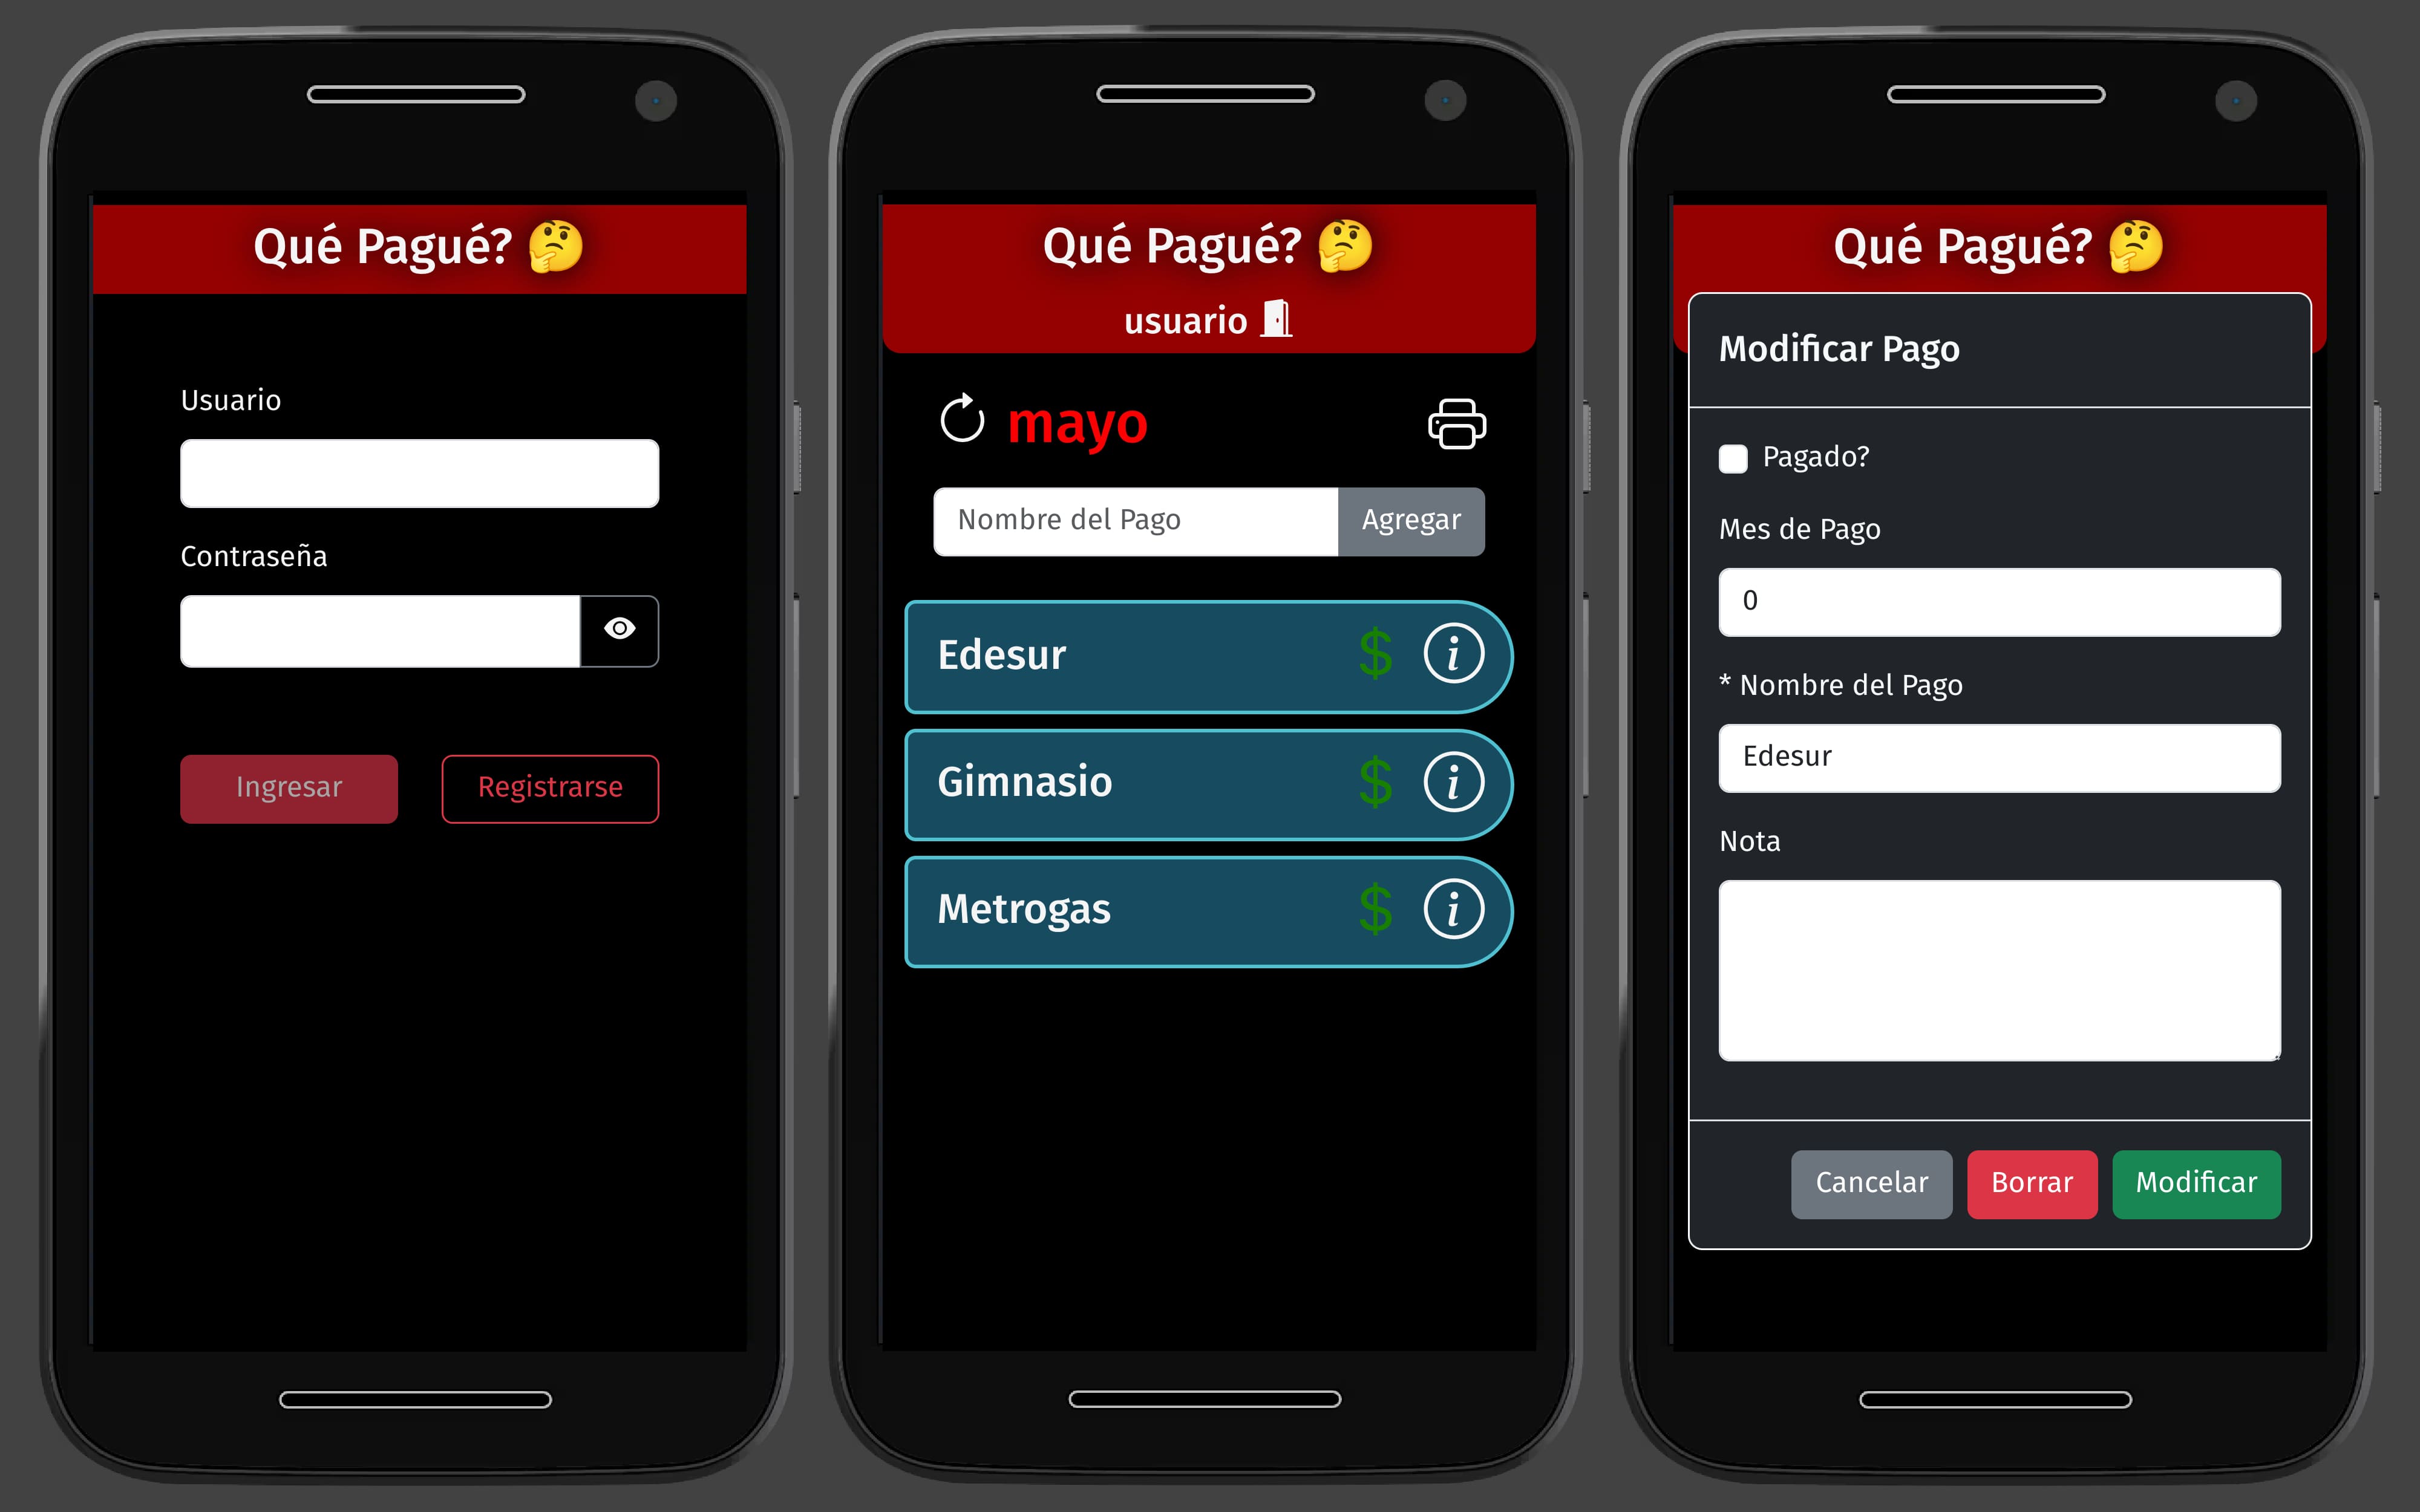 Qué Pagué? 🤔
Usuario
Contraseña
Ingresar
Registrarse
Qué Pagué? 🤔
usuario
mayo
Nombre del Pago
Agregar
Edesur $ i
Gimnasio $ i
Metrogas $ i
Qué Pagué? 🤔
Modificar Pago
Pagado?
Mes de Pago
0
* Nombre del Pago
Edesur
Nota
Cancelar
Borrar
Modificar